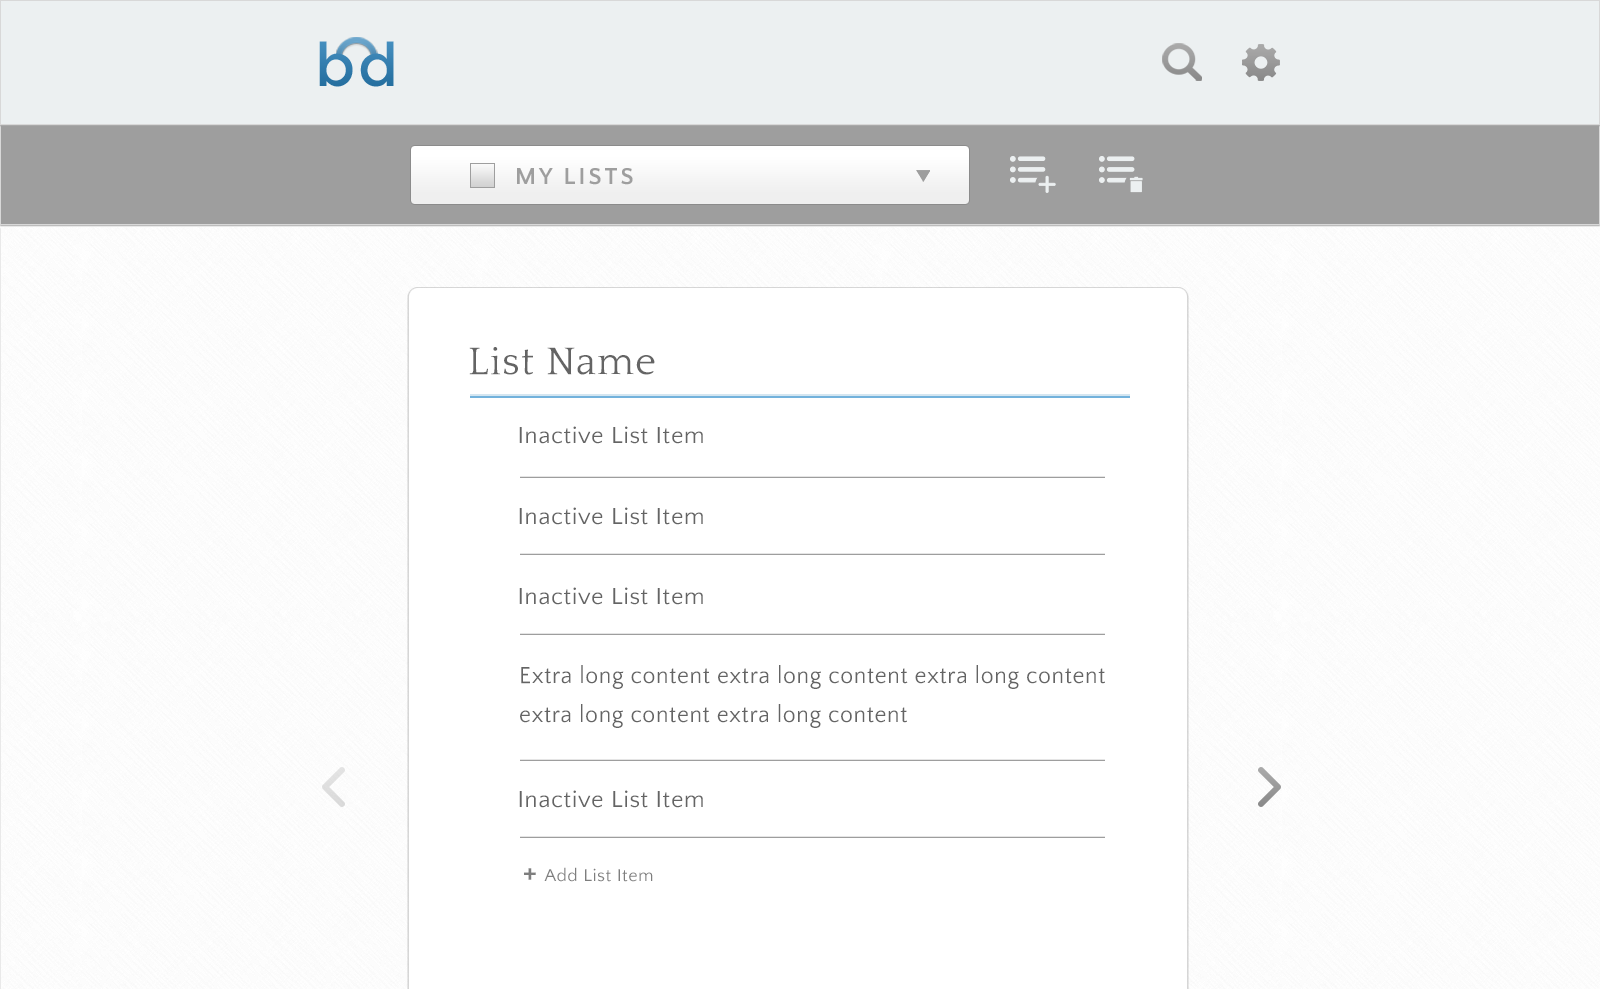 bd
MY LISTS
List Name
Inactive List Item
Inactive List Item
Inactive List Item
Extra long content extra long content extra long content
extra long content extra long content
Inactive List Item
+ Add List Item